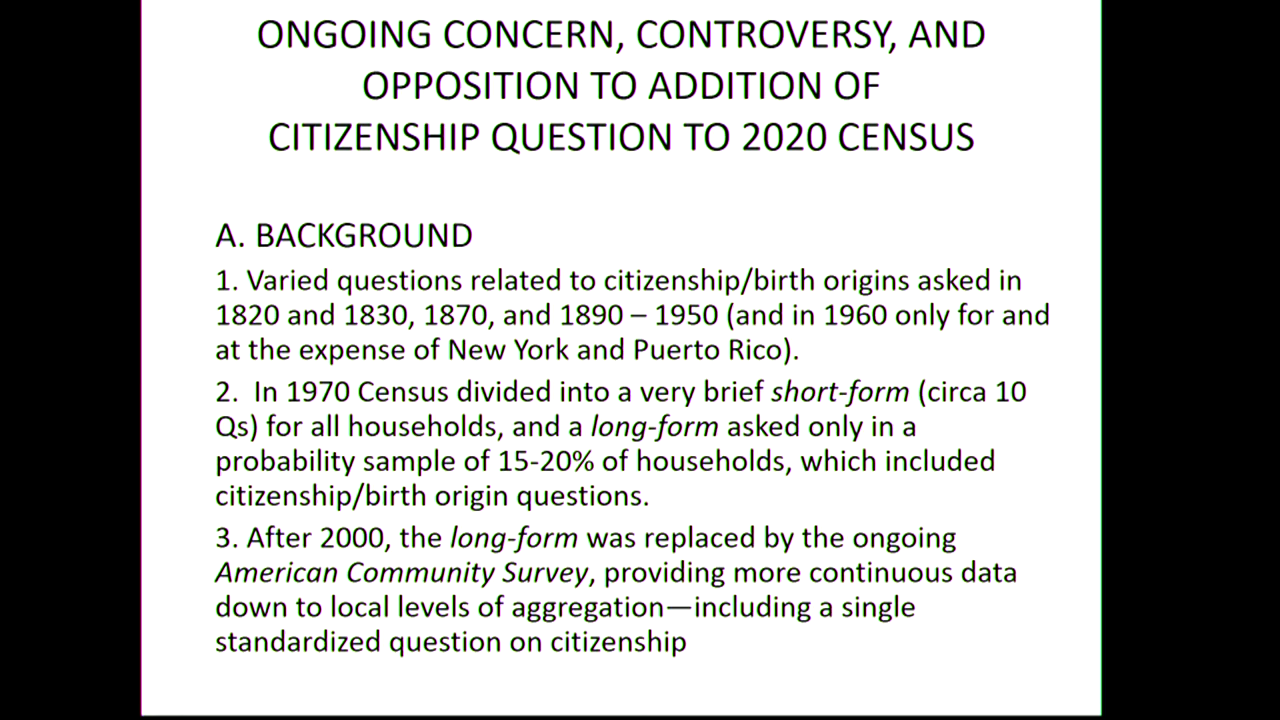 ONGOING CONCERN, CONTROVERSY, AND
OPPOSITION TO ADDITION OF
CITIZENSHIP QUESTION TO 2020 CENSUS
A. BACKGROUND
1. Varied questions related to citizenship/birth origins asked in
1820 and 1830, 1870, and 1890 – 1950 (and in 1960 only for and
at the expense of New York and Puerto Rico).
2.  In 1970 Census divided into a very brief short-form (circa 10
Qs) for all households, and a long-form asked only in a
probability sample of 15-20% of households, which included
citizenship/birth origin questions.
3. After 2000, the long-form was replaced by the ongoing
American Community Survey, providing more continuous data
down to local levels of aggregation—including a single
standardized question on citizenship